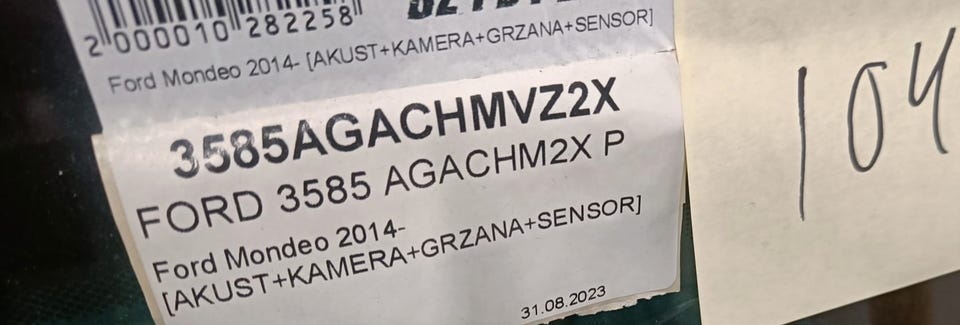 2 000010 282258
Ford Mondeo 2014- [AKUST+KAMERA+GRZANA+SENSOR]
3585AGACHMVZ2X
FORD 3585 AGACHM2X P
Ford Mondeo 2014-
[AKUST+KAMERA+GRZANA+SENSOR]
31.08.2023
104